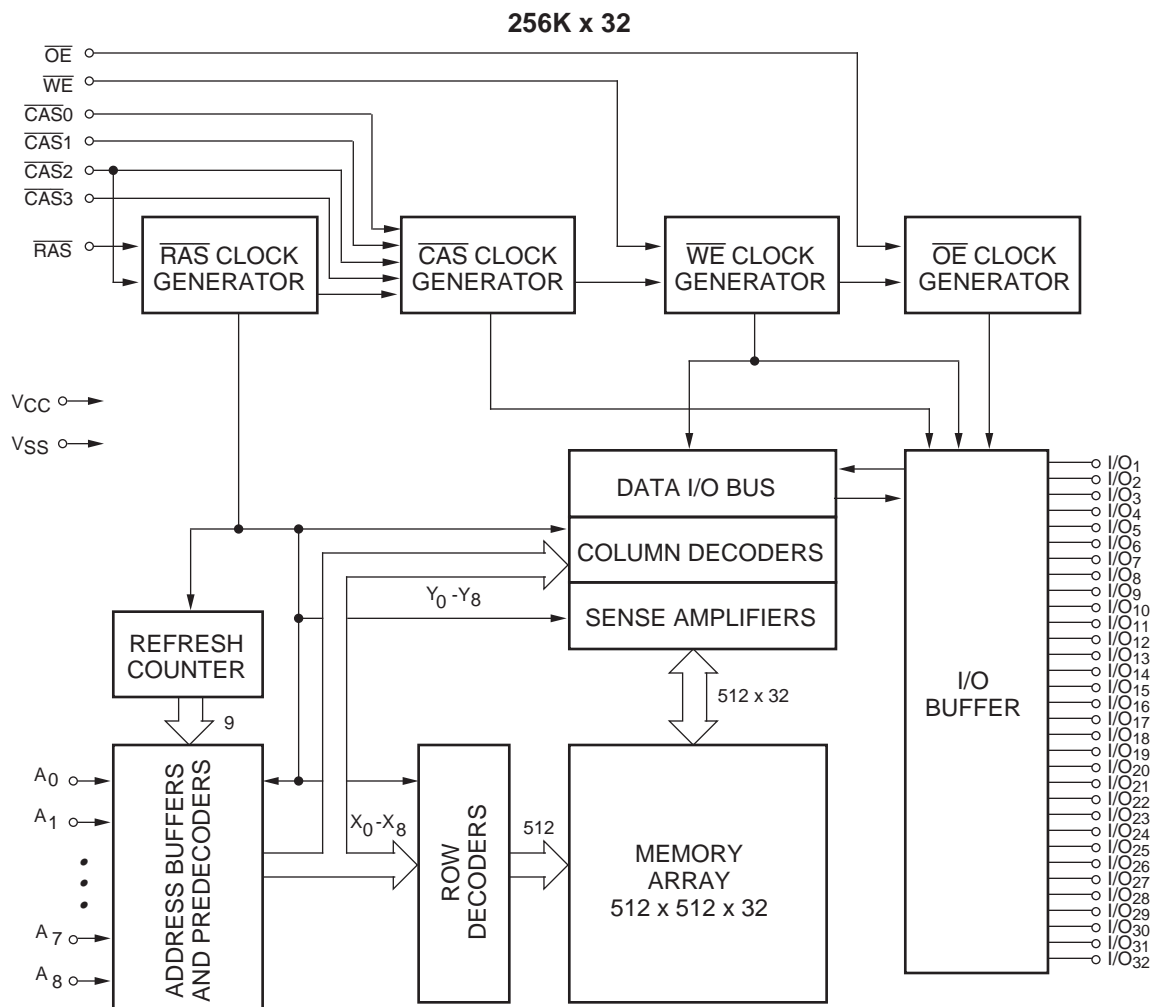 256K x 32
OE
WE
CAS0
CAS1
CAS2
CAS3
RAS
RAS CLOCK
GENERATOR
CAS CLOCK
GENERATOR
WE CLOCK
GENERATOR
OE CLOCK
GENERATOR
VCC
VSS
DATA I/O BUS
COLUMN DECODERS
SENSE AMPLIFIERS
Y0 -Y8
REFRESH
COUNTER
9
512 x 32
I/O
BUFFER
A0
A1
A7
A8
ADDRESS BUFFERS
AND PREDECODERS
X0 -X8
ROW
DECODERS
512
MEMORY
ARRAY
512 x 512 x 32
I/O1
I/O2
I/O3
I/O4
I/O5
I/O6
I/O7
I/O8
I/O9
I/O10
I/O11
I/O12
I/O13
I/O14
I/O15
I/O16
I/O17
I/O18
I/O19
I/O20
I/O21
I/O22
I/O23
I/O24
I/O25
I/O26
I/O27
I/O28
I/O29
I/O30
I/O31
I/O32